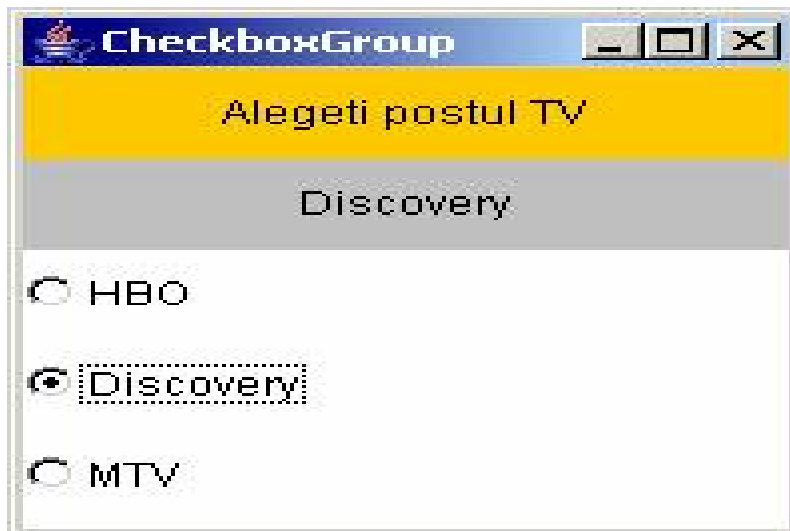 CheckboxGroup
Alegeti postul TV
Discovery
HBO
Discovery
MTV